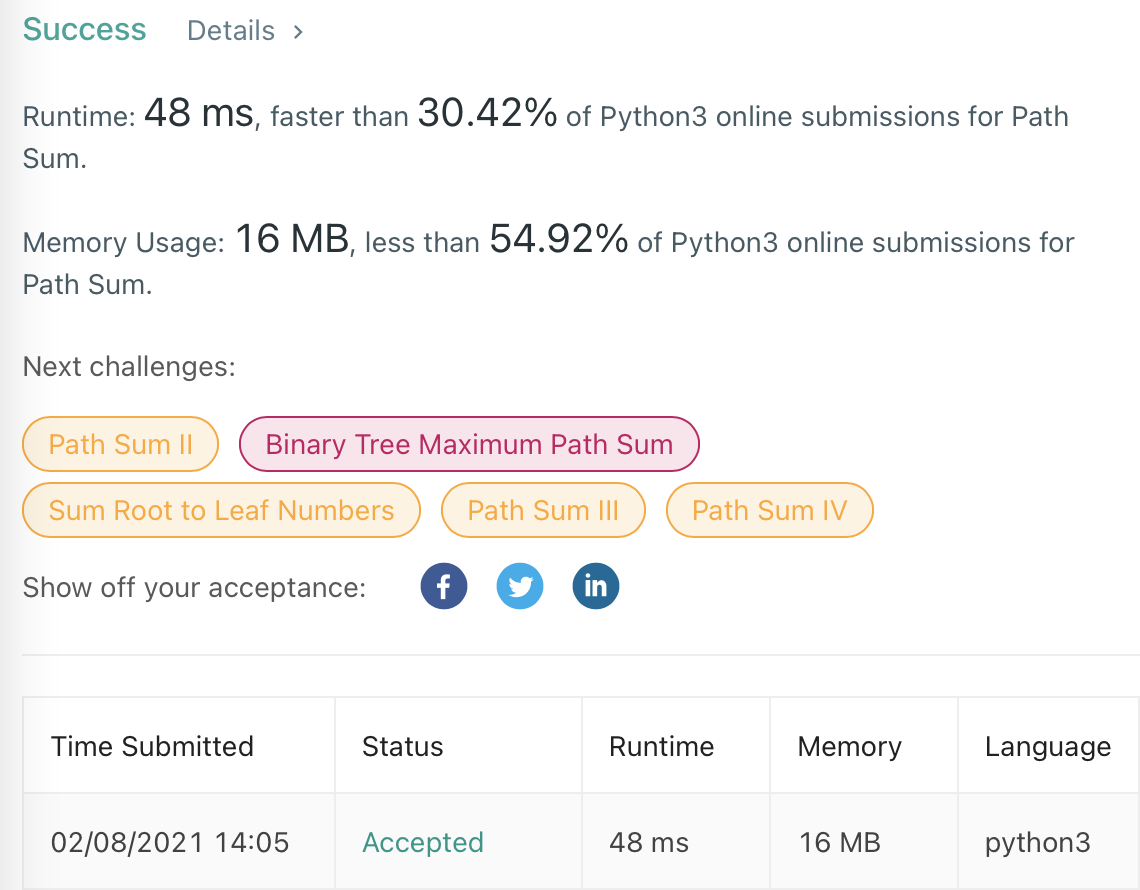 Success Details >
Runtime: 48 ms, faster than 30.42% of Python3 online submissions for Path
Sum.
Memory Usage: 16 MB, less than 54.92% of Python3 online submissions for
Path Sum.
Next challenges:
Path Sum II Binary Tree Maximum Path Sum
Sum Root to Leaf Numbers Path Sum III Path Sum IV
Show off your acceptance: f in
Time Submitted Status Runtime Memory Language
02/08/2021 14:05 Accepted 48 ms 16 MB python3